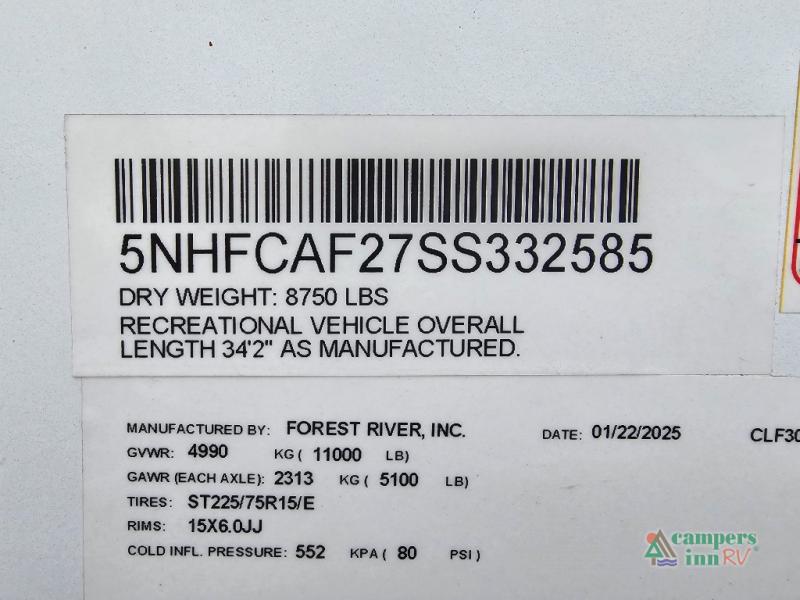 5NHFCAF27SS332585
DRY WEIGHT: 8750 LBS
RECREATIONAL VEHICLE OVERALL
LENGTH 34'2" AS MANUFACTURED.
MANUFACTURED BY: FOREST RIVER, INC. DATE: 01/22/2025 CLF30
GVWR: 4990 KG( 11000 LB)
GAWR (EACH AXLE): 2313 KG ( 5100 LB)
TIRES: ST225/75R15/E
RIMS: 15X6.0JJ
COLD INFL. PRESSURE: 552 KPA ( 80 PSI )
campers
inn RV®